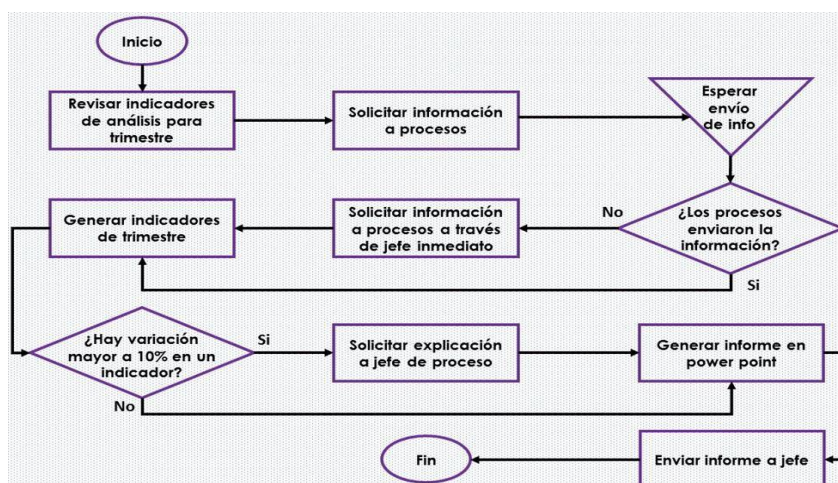 Inicio
Revisar indicadores
de análisis para
trimestre
Solicitar información
a procesos
Esperar
envío
de info
¿Los procesos
enviaron la
información?
No
Si
Solicitar información
a procesos a través
de jefe inmediato
Generar indicadores
de trimestre
¿Hay variación
mayor a 10% en un
indicador?
Si
No
Solicitar explicación
a jefe de proceso
Generar informe en
power point
Enviar informe a jefe
Fin